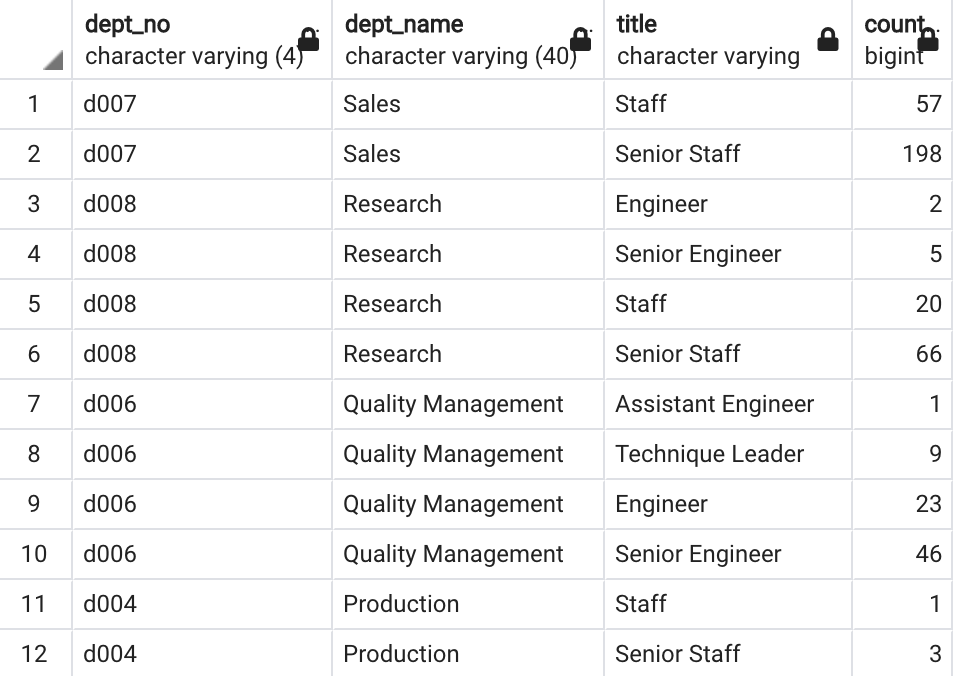 dept_no dept_name title count
character varying (4) character varying (40) character varying bigint
1 d007 Sales Staff 57
2 d007 Sales Senior Staff 198
3 d008 Research Engineer 2
4 d008 Research Senior Engineer 5
5 d008 Research Staff 20
6 d008 Research Senior Staff 66
7 d006 Quality Management Assistant Engineer 1
8 d006 Quality Management Technique Leader 9
9 d006 Quality Management Engineer 23
10 d006 Quality Management Senior Engineer 46
11 d004 Production Staff 1
12 d004 Production Senior Staff 3